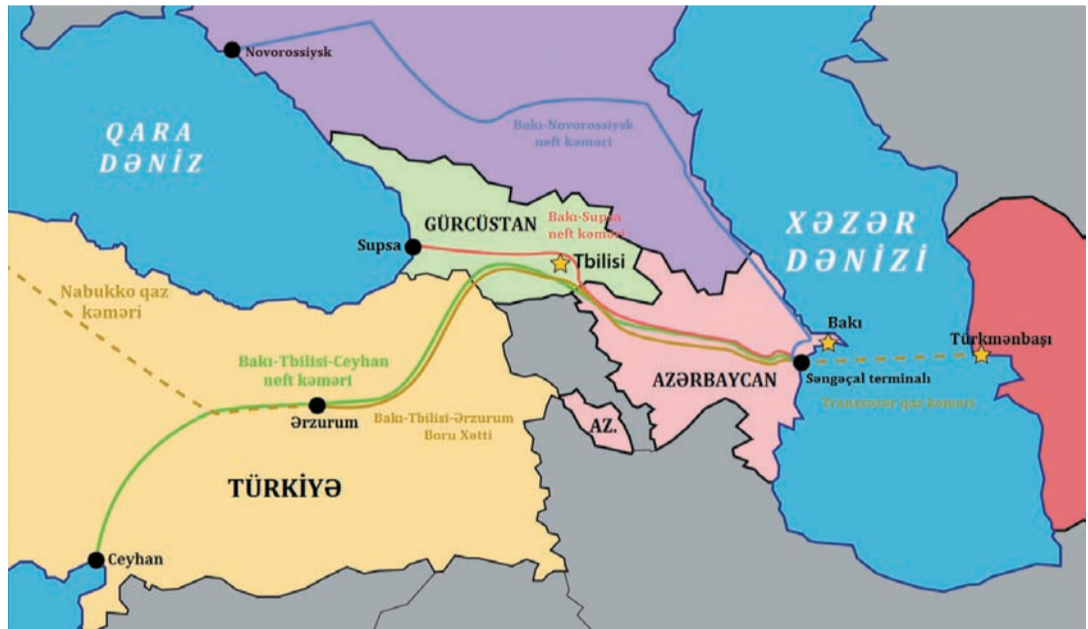 Novorossiysk
QARA
DƏNİZ
Bakı-Novorossiysk
neft kəməri
XƏZƏR
DƏNİZİ
GÜRCÜSTAN
Bakı-Supsa
neft kəməri
Supsa
Tbilisi
Nabukko qaz
kəməri
Bakı
Türkmənbaşı
Bakı-Tbilisi-Ceyhan
neft kəməri
AZƏRBAYCAN
Səngəçal terminalı
Transxəzər qaz kəməri
Ərzurum
Bakı-Tbilisi-Ərzurum
Boru Xətti
AZ.
TÜRKİYƏ
Ceyhan